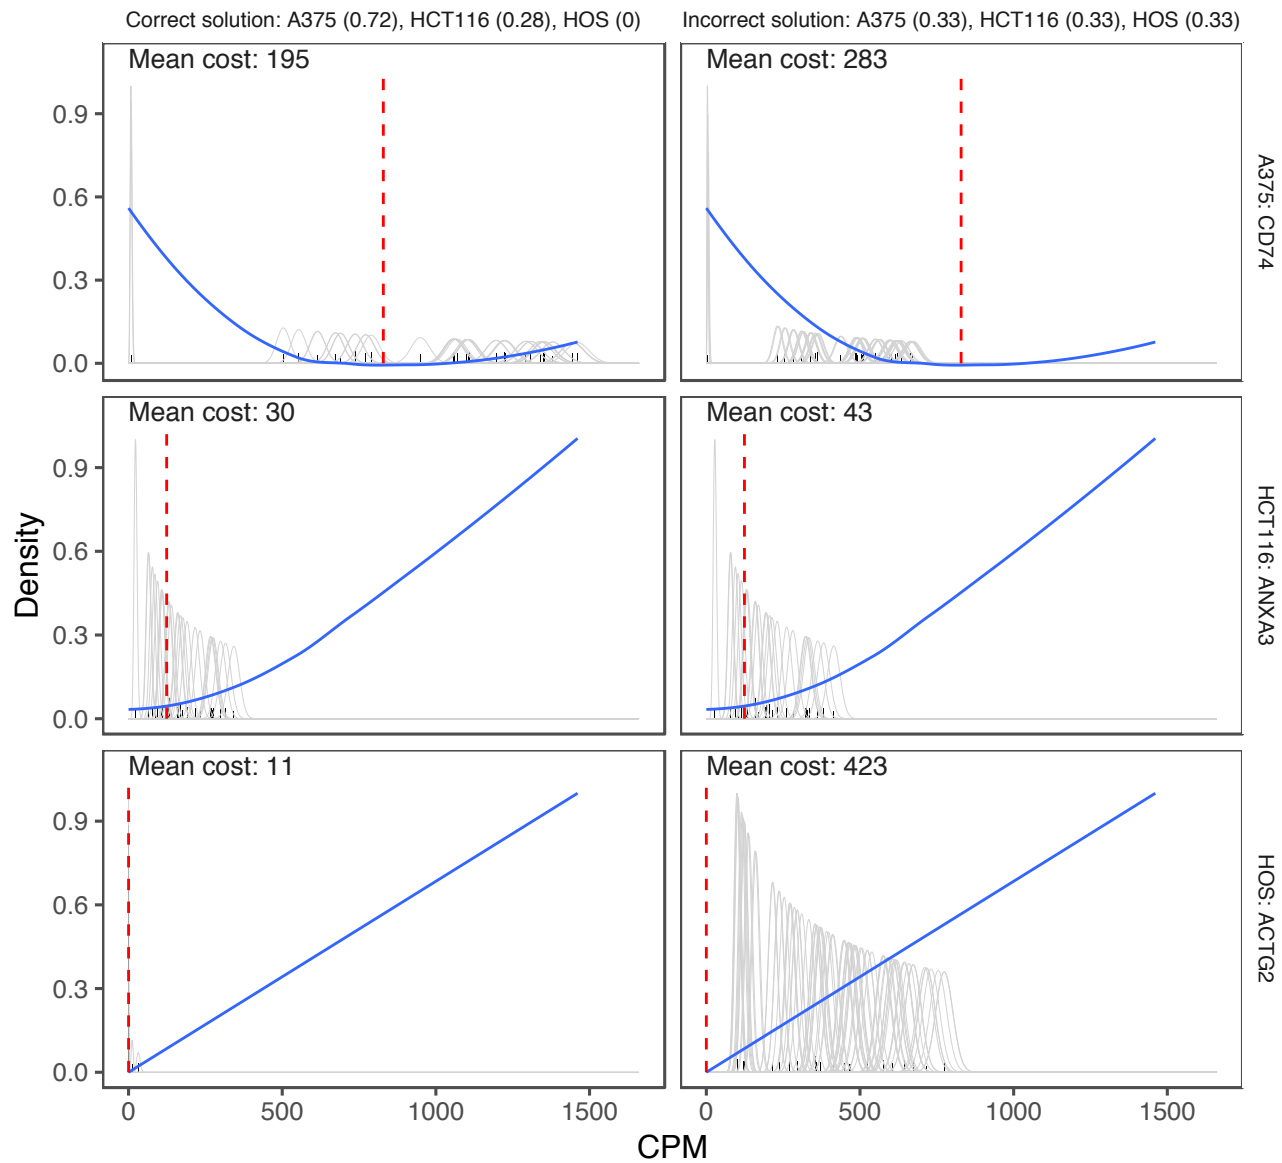 Correct solution: A375 (0.72), HCT116 (0.28), HOS (0)
Incorrect solution: A375 (0.33), HCT116 (0.33), HOS (0.33)
Mean cost: 195
Mean cost: 283
0.9
0.6
0.3
0.0
A375: CD74
Mean cost: 30
Mean cost: 43
0.9
0.6
0.3
0.0
HCT116: ANXA3
Density
Mean cost: 11
Mean cost: 423
0.9
0.6
0.3
0.0
HOS: ACTG2
0 500 1000 1500
0 500 1000 1500
CPM